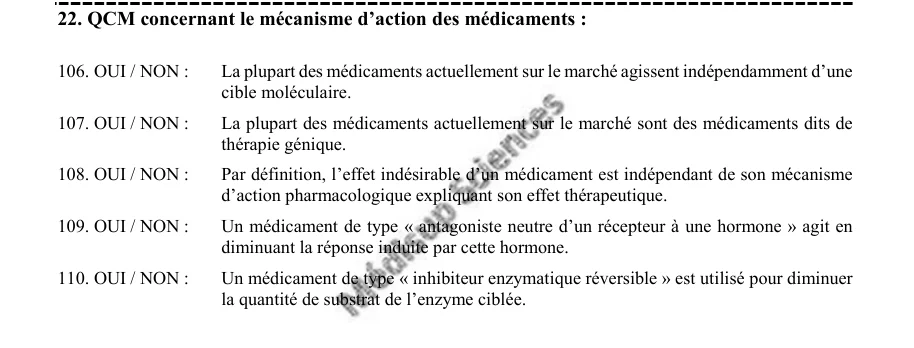 22. QCM concernant le mécanisme d’action des médicaments :
106. OUI / NON : La plupart des médicaments actuellement sur le marché agissent indépendamment d’une
cible moléculaire.
107. OUI / NON : La plupart des médicaments actuellement sur le marché sont des médicaments dits de
thérapie génique.
108. OUI / NON : Par définition, l’effet indésirable d’un médicament est indépendant de son mécanisme
d’action pharmacologique expliquant son effet thérapeutique.
109. OUI / NON : Un médicament de type « antagoniste neutre d’un récepteur à une hormone » agit en
diminuant la réponse induite par cette hormone.
110. OUI / NON : Un médicament de type « inhibiteur enzymatique réversible » est utilisé pour diminuer
la quantité de substrat de l’enzyme ciblée.
Médisup Sciences